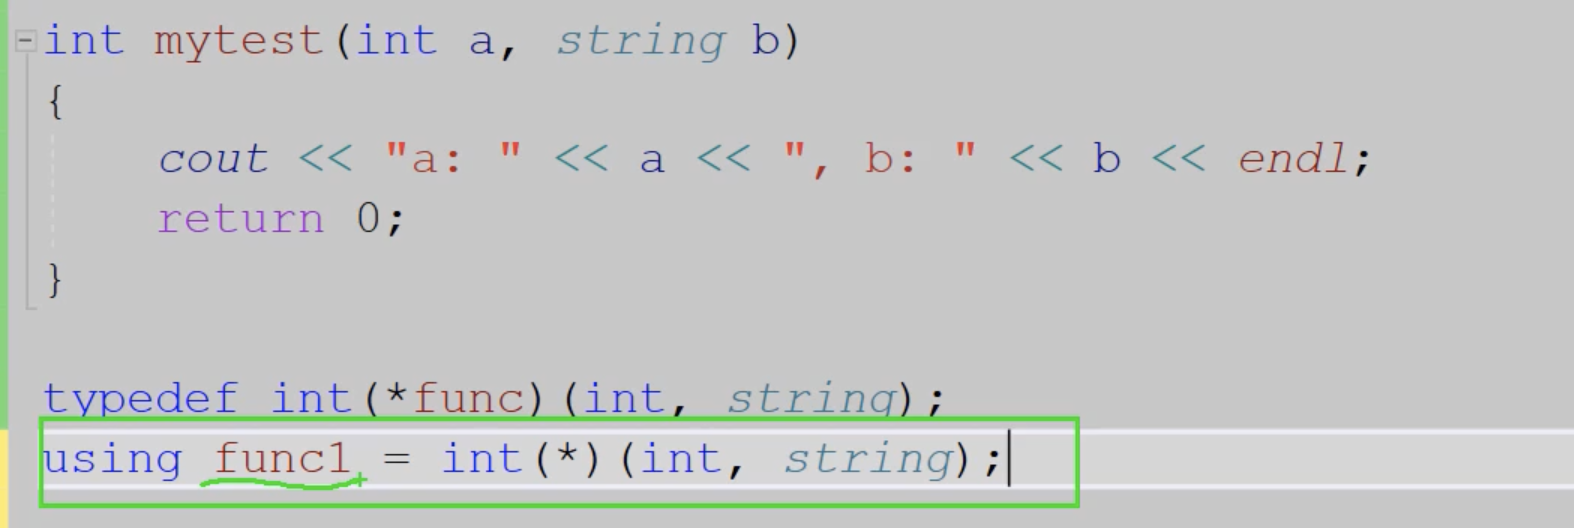 int mytest(int a, string b)
{
cout << "a: " << a << ", b: " << b << endl;
return 0;
}
typedef int(*func)(int, string);
using func1 = int(*)(int, string);